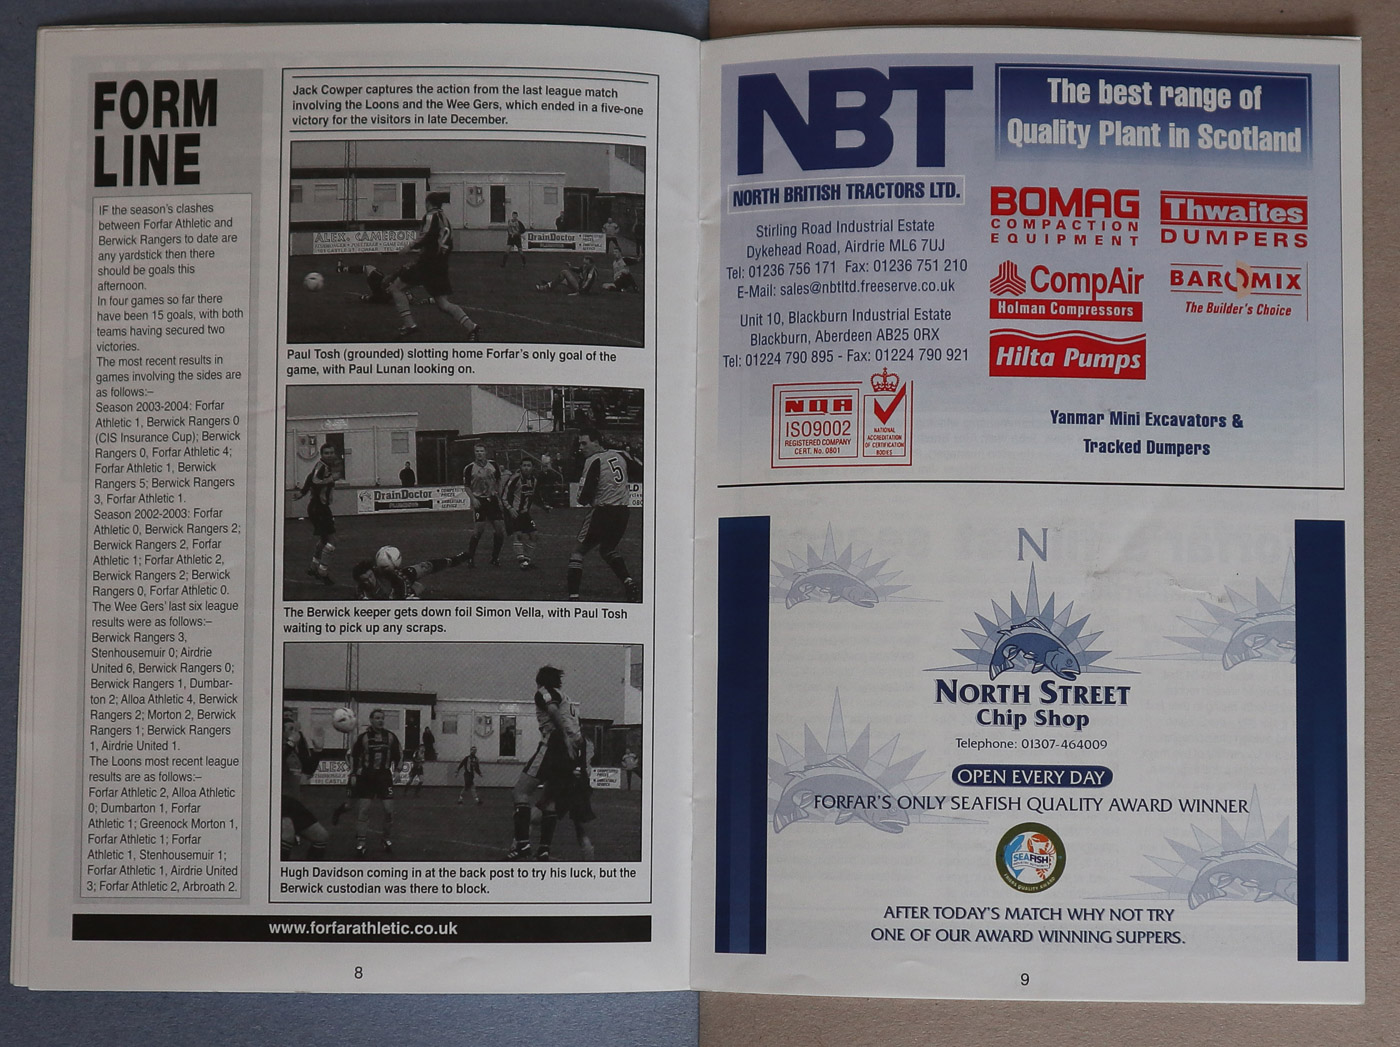 FORM
LINE
IF the season's clashes
between Forfar Athletic and
Berwick Rangers to date are
any yardstick then there
should be goals this
afternoon.
In four games so far there
have been 15 goals, with both
teams having secured two
victories.
The most recent results in
games involving the sides are
as follows:–
Season 2003-2004: Forfar
Athletic 1, Berwick Rangers 0
(CIS Insurance Cup); Berwick
Rangers 0, Forfar Athletic 4;
Forfar Athletic 1, Berwick
Rangers 5; Berwick Rangers
3, Forfar Athletic 1.
Season 2002-2003: Forfar
Athletic 0, Berwick Rangers 2;
Berwick Rangers 2, Forfar
Athletic 1; Forfar Athletic 2,
Berwick Rangers 2; Berwick
Rangers 0, Forfar Athletic 0.
The Wee Gers' last six league
results were as follows:–
Berwick Rangers 3,
Stenhousemuir 0; Airdrie
United 6, Berwick Rangers 0;
Berwick Rangers 1, Dumbar-
ton 2; Alloa Athletic 4, Berwick
Rangers 2; Morton 2, Berwick
Rangers 1; Berwick Rangers
1, Airdrie United 1.
The Loons most recent league
results are as follows:–
Forfar Athletic 2, Alloa Athletic
0; Dumbarton 1, Forfar
Athletic 1; Greenock Morton 1,
Forfar Athletic 1; Forfar
Athletic 1, Stenhousemuir 1;
Forfar Athletic 1, Airdrie United
3; Forfar Athletic 2, Arbroath 2.
Jack Cowper captures the action from the last league match
involving the Loons and the Wee Gers, which ended in a five-one
victory for the visitors in late December.
ALEX. CAMERON
DrainDoctor
2
Paul Tosh (grounded) slotting home Forfar's only goal of the
game, with Paul Lunan looking on.
DrainDoctor
5
The Berwick keeper gets down foil Simon Vella, with Paul Tosh
waiting to pick up any scraps.
ALEX
Hugh Davidson coming in at the back post to try his luck, but the
Berwick custodian was there to block.
www.forfarathletic.co.uk
8
NBT
NORTH BRITISH TRACTORS LTD.
Stirling Road Industrial Estate
Dykehead Road, Airdrie ML6 7UJ
Tel: 01236 756 171 Fax: 01236 751 210
E-Mail: sales@nbtltd.freeserve.co.uk
Unit 10, Blackburn Industrial Estate
Blackburn, Aberdeen AB25 0RX
Tel: 01224 790 895 - Fax: 01224 790 921
NQA
ISO9002
REGISTERED COMPANY
CERT. No. 0801
NATIONAL
ACCREDITATION
OF CERTIFICATION
BODIES
The best range of
Quality Plant in Scotland
BOMAG
COMPACTION
EQUIPMENT
Thwaites
DUMPERS
CompAir
Holman Compressors
BAROMIX
The Builder's Choice
Hilta Pumps
Yanmar Mini Excavators &
Tracked Dumpers
N
NORTH STREET
Chip Shop
Telephone: 01307-464009
OPEN EVERY DAY
FORFAR'S ONLY SEAFISH QUALITY AWARD WINNER
SEAFISH
AFTER TODAY'S MATCH WHY NOT TRY
ONE OF OUR AWARD WINNING SUPPERS.
9